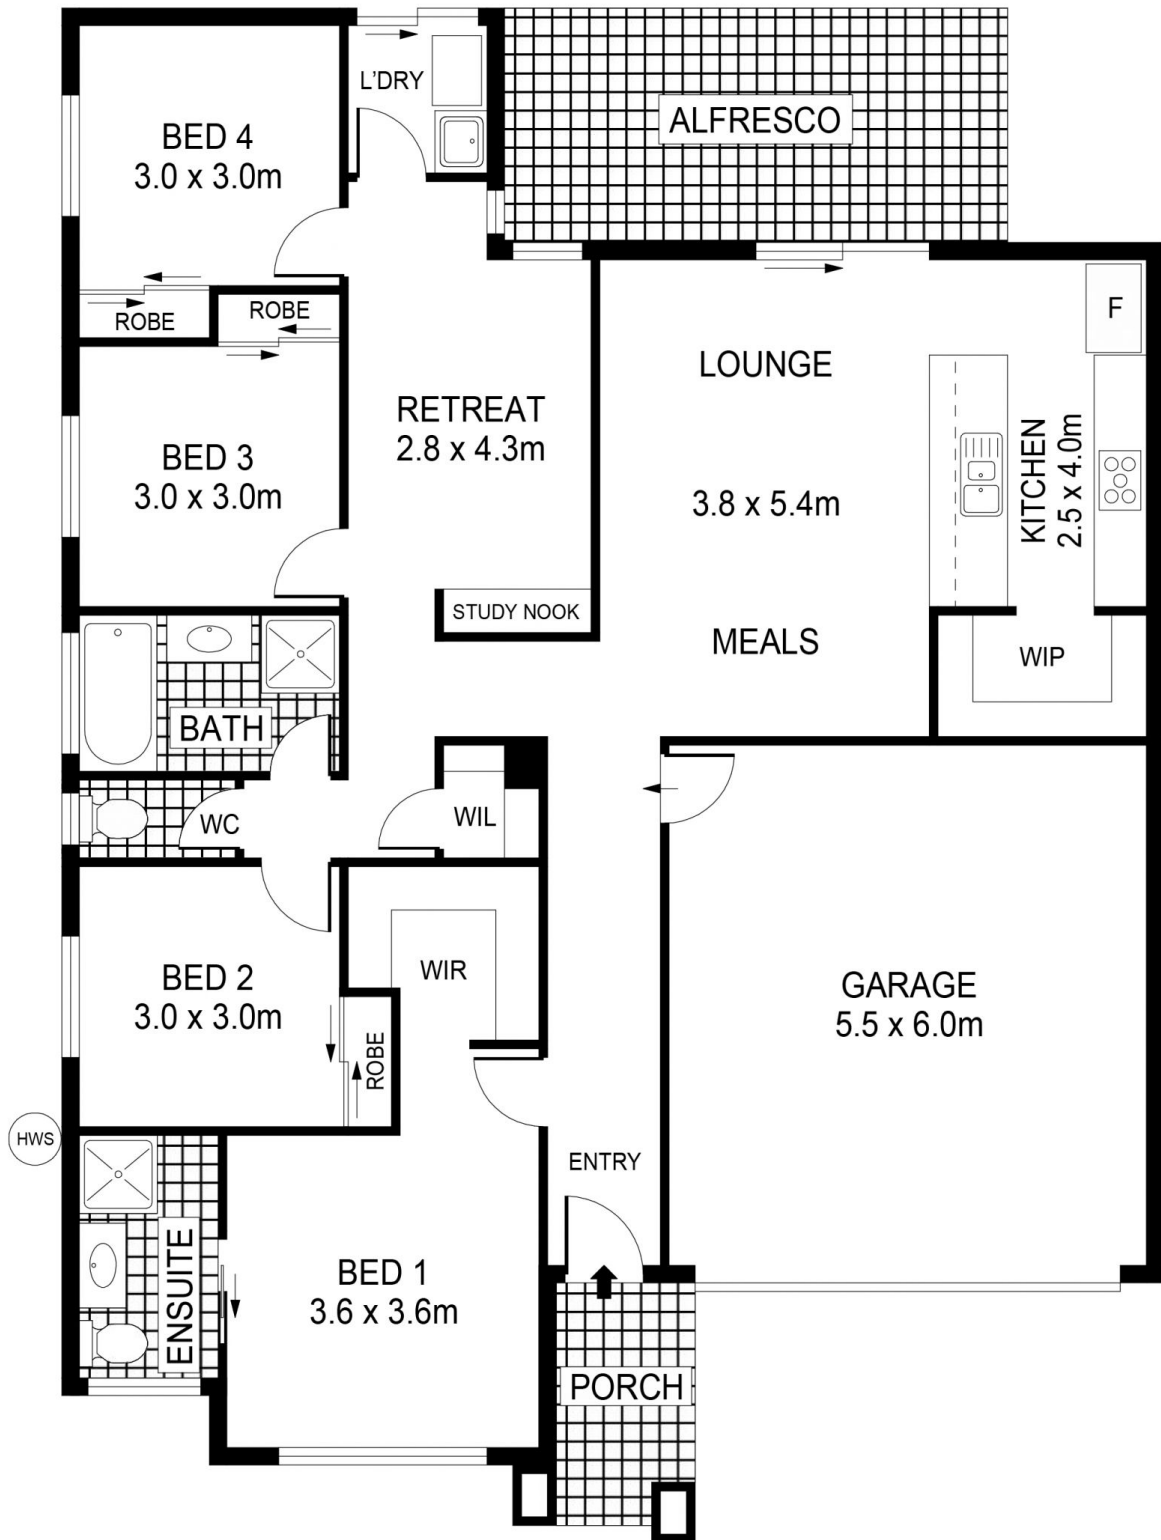 L'DRY
ALFRESCO
BED 4
3.0 x 3.0m
ROBE
ROBE
F
LOUNGE
RETREAT
2.8 x 4.3m
KITCHEN
2.5 x 4.0m
BED 3
3.0 x 3.0m
3.8 x 5.4m
STUDY NOOK
MEALS
WIP
BATH
WC
WIL
BED 2
3.0 x 3.0m
WIR
GARAGE
5.5 x 6.0m
ROBE
HWS
ENTRY
ENSUITE
BED 1
3.6 x 3.6m
PORCH